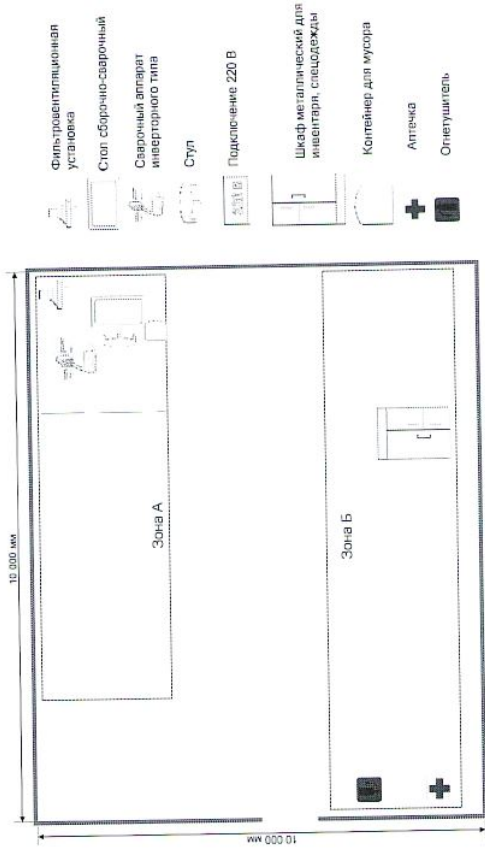 10 000 мм
10 000 мм
Зона А
Зона Б
Фильтровентиляционная
установка
Стол сборочно-сварочный
Сварочный аппарат
инверторного типа
Стул
Подключение 220 В
Шкаф металлический для
инвентаря, спецодежды
Контейнер для мусора
Аптечка
Огнетушитель